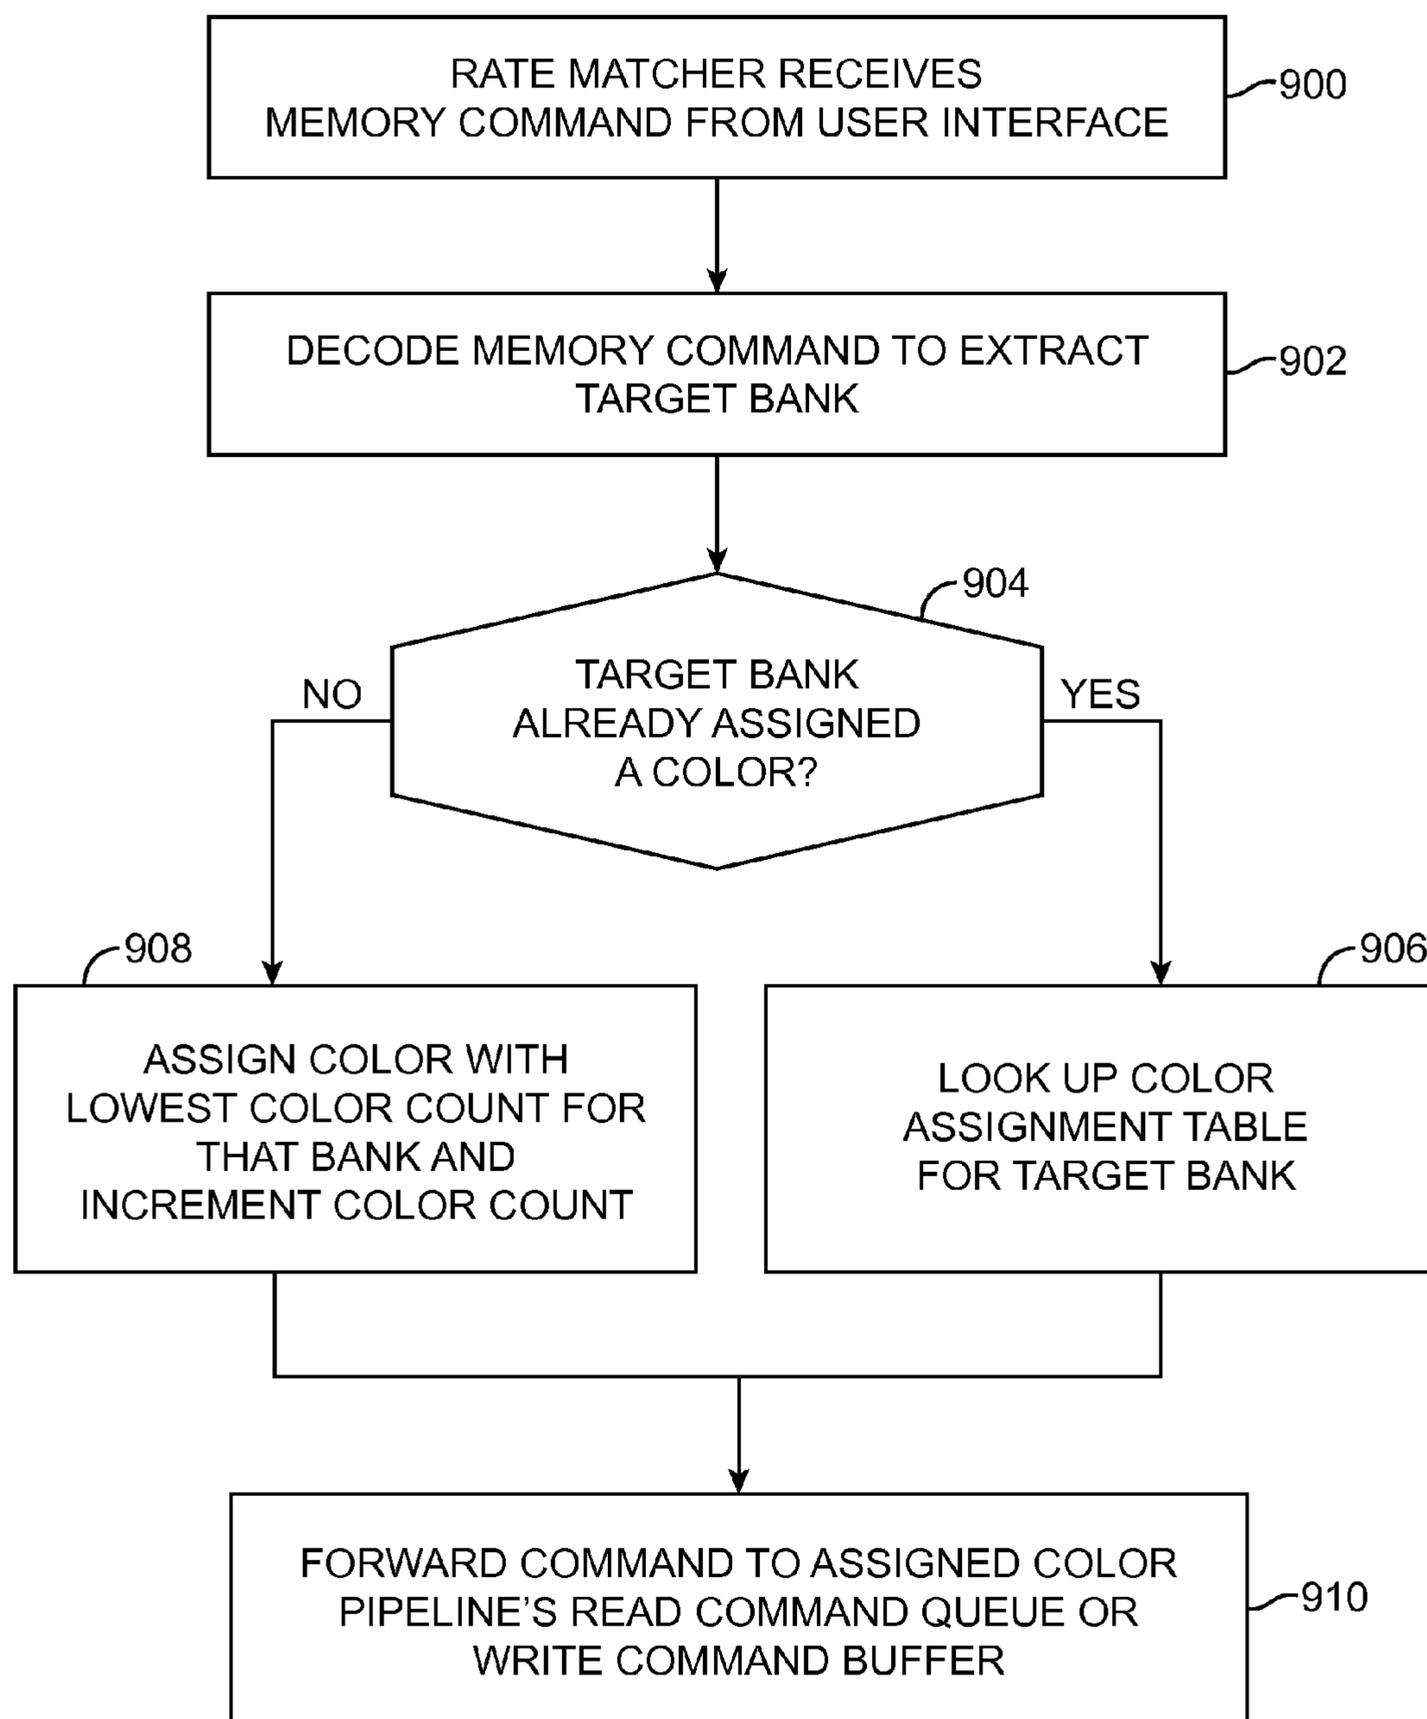 RATE MATCHER RECEIVES
MEMORY COMMAND FROM USER INTERFACE
900
DECODE MEMORY COMMAND TO EXTRACT
TARGET BANK
902
904
TARGET BANK
ALREADY ASSIGNED
A COLOR?
NO
YES
908
906
ASSIGN COLOR WITH
LOWEST COLOR COUNT FOR
THAT BANK AND
INCREMENT COLOR COUNT
LOOK UP COLOR
ASSIGNMENT TABLE
FOR TARGET BANK
FORWARD COMMAND TO ASSIGNED COLOR
PIPELINE'S READ COMMAND QUEUE OR
WRITE COMMAND BUFFER
910